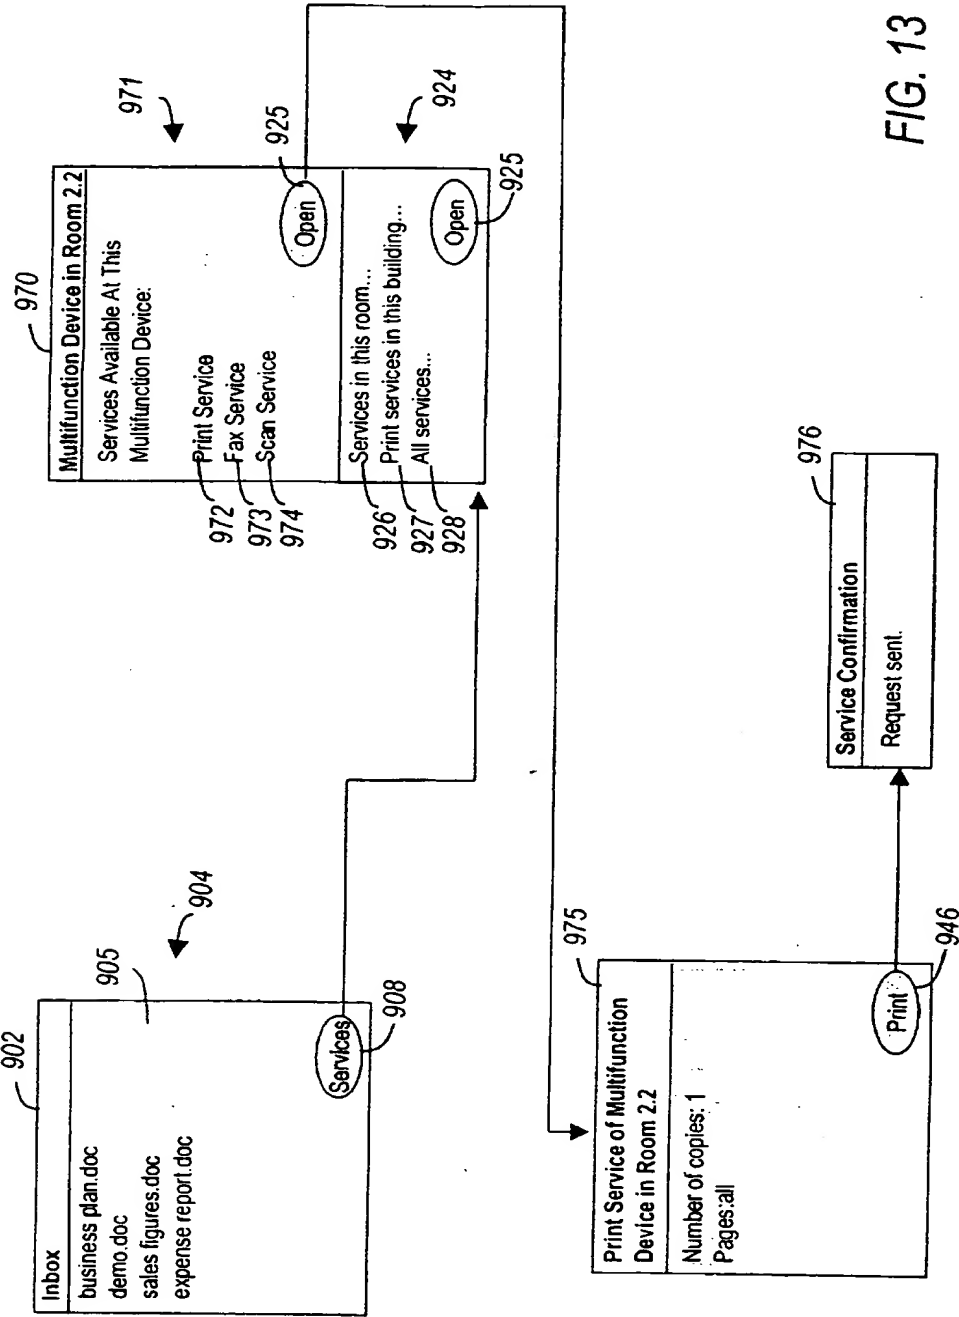 902
Inbox
business plan.doc
demo.doc
sales figures.doc
expense report.doc
905
904
Services
908
970
Multifunction Device in Room 2.2
Services Available At This
Multifunction Device:
971
Print Service
Fax Service
Scan Service
972
973
974
Open
925
Services in this room...
Print services in this building...
All services...
926
927
928
924
Open
925
975
Print Service of Multifunction
Device in Room 2.2
Number of copies: 1
Pages:all
Print
946
976
Service Confirmation
Request sent.
FIG. 13